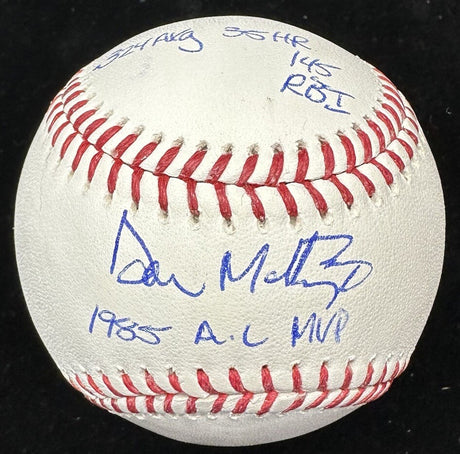 .324 AVG 35 HR
145
RBI
Don Mattingly
1985 A.L MVP